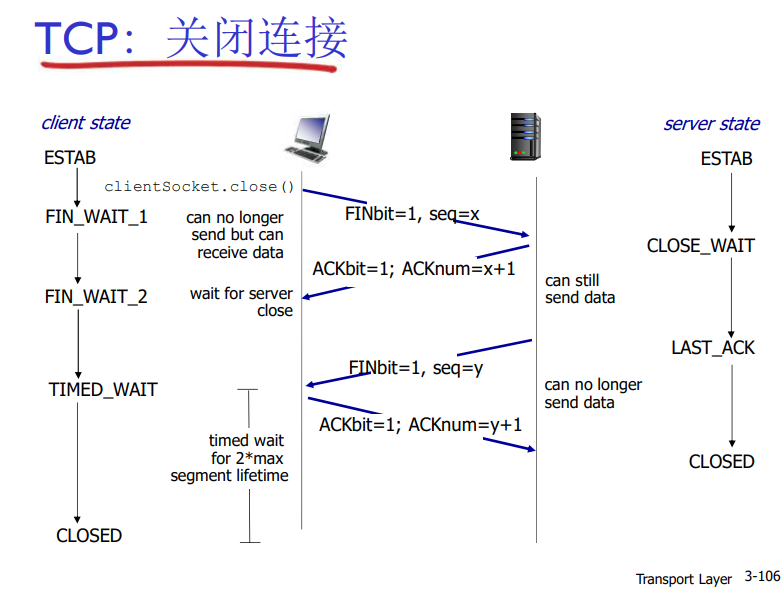 TCP: 关闭连接
client state
server state
ESTAB
ESTAB
clientSocket.close()
FIN_WAIT_1
can no longer
send but can
receive data
FINbit=1, seq=x
CLOSE_WAIT
ACKbit=1; ACKnum=x+1
FIN_WAIT_2
wait for server
close
can still
send data
LAST_ACK
FINbit=1, seq=y
TIMED_WAIT
can no longer
send data
ACKbit=1; ACKnum=y+1
timed wait
for 2*max
segment lifetime
CLOSED
CLOSED
Transport Layer 3-106